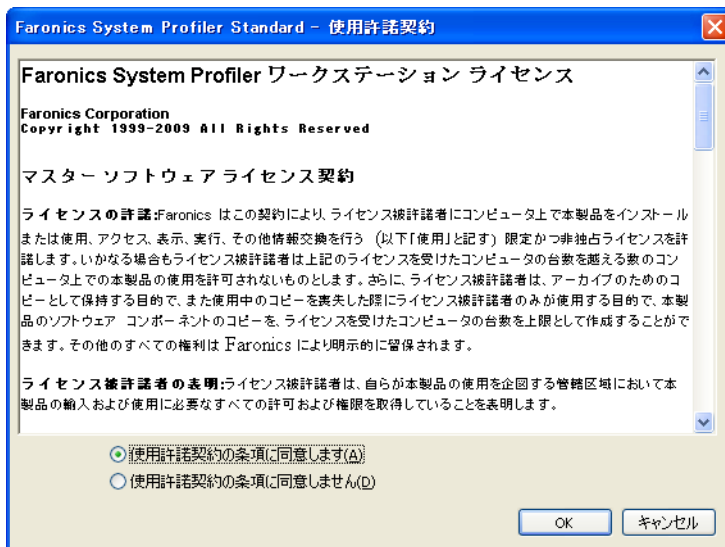 Faronics System Profiler Standard - 使用許諾契約
Faronics System Profiler ワークステーション ライセンス
Faronics Corporation
Copyright 1999-2009 All Rights Reserved
マスター ソフトウェア ライセンス契約
ライセンスの許諾:Faronics はこの契約により、ライセンス被許諾者にコンピュータ上で本製品をインストール
または使用、アクセス、表示、実行、その他情報交換を行う (以下「使用」と記す) 限定かつ非独占ライセンスを許
諾します。いかなる場合もライセンス被許諾者は上記のライセンスを受けたコンピュータの台数を越える数のコン
ピュータ上での本製品の使用を許可されないものとします。さらに、ライセンス被許諾者は、アーカイブのためのコ
ピーとして保持する目的で、また使用中のコピーを喪失した際にライセンス被許諾者のみが使用する目的で、本製
品のソフトウェア コンポーネントのコピーを、ライセンスを受けたコンピュータの台数を上限として作成することがで
きます。その他のすべての権利は Faronics により明示的に留保されます。
ライセンス被許諾者の表明:ライセンス被許諾者は、自らが本製品の使用を企図する管轄区域において本
製品の輸入および使用に必要なすべての許可および権限を取得していることを表明します。
使用許諾契約の条項に同意します(A)
使用許諾契約の条項に同意しません(D)
OK
キャンセル